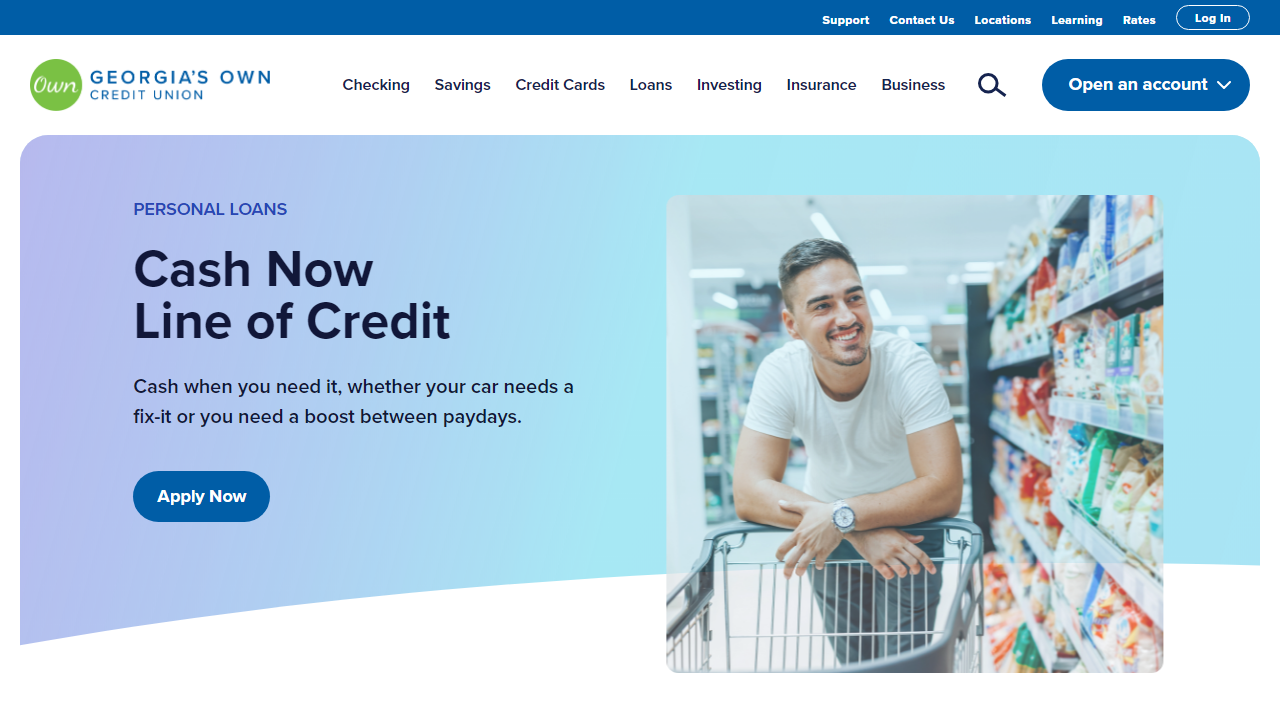 Support Contact Us Locations Learning Rates Log In
Own GEORGIA'S OWN
CREDIT UNION
Checking Savings Credit Cards Loans Investing Insurance Business Open an account
PERSONAL LOANS
Cash Now
Line of Credit
Cash when you need it, whether your car needs a
fix-it or you need a boost between paydays.
Apply Now